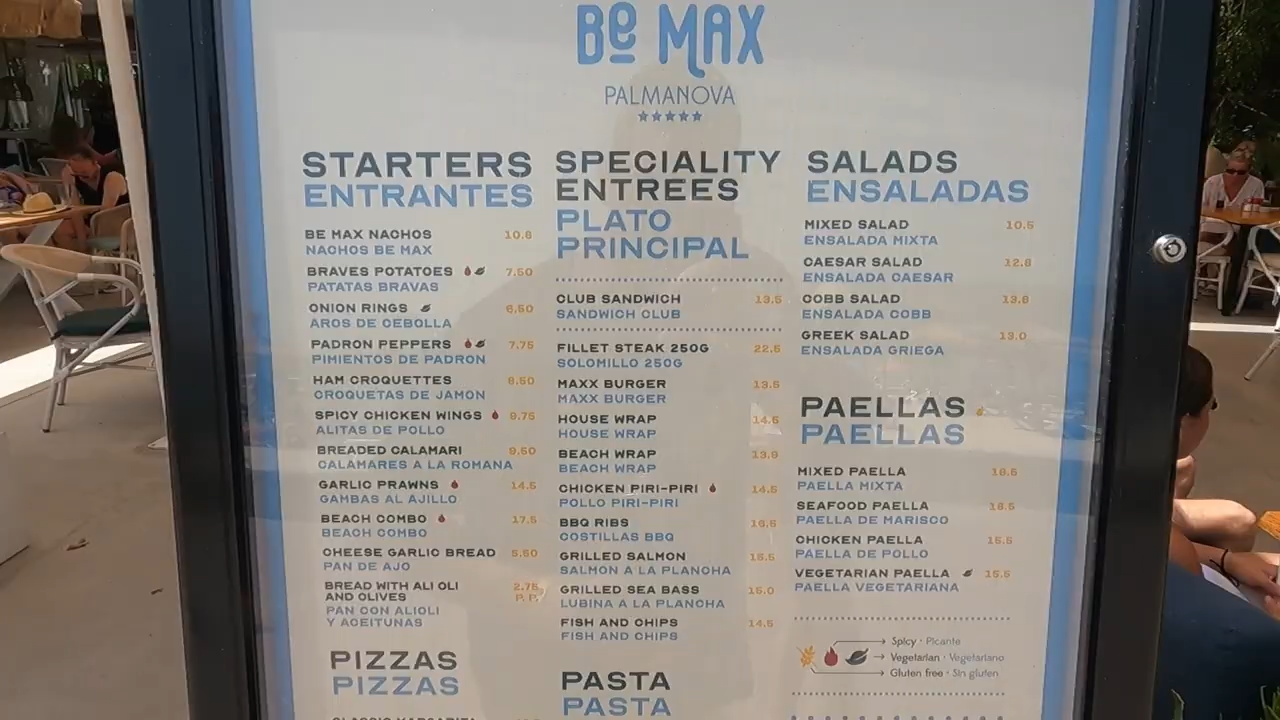 Be MAX
PALMANOVA
STARTERS
ENTRANTES
BE MAX NACHOS 10.8
NACHOS BE MAX
BRAVES POTATOES 7.50
PATATAS BRAVAS
ONION RINGS 6.50
AROS DE CEBOLLA
PADRON PEPPERS 7.75
PIMIENTOS DE PADRON
HAM CROQUETTES 8.50
CROQUETAS DE JAMON
SPICY CHICKEN WINGS 9.75
ALITAS DE POLLO
BREADED CALAMARI 9.50
CALAMARES A LA ROMANA
GARLIC PRAWNS 14.5
GAMBAS AL AJILLO
BEACH COMBO 17.5
BEACH COMBO
CHEESE GARLIC BREAD 5.50
PAN DE AJO
BREAD WITH ALI OLI 2.75
AND OLIVES P.P.
PAN CON ALIOLI
Y ACEITUNAS
PIZZAS
PIZZAS
SPECIALITY
ENTREES
PLATO
PRINCIPAL
CLUB SANDWICH 13.5
SANDWICH CLUB
FILLET STEAK 250G 22.5
SOLOMILLO 250G
MAXX BURGER 13.5
MAXX BURGER
HOUSE WRAP 14.5
HOUSE WRAP
BEACH WRAP 13.9
BEACH WRAP
CHICKEN PIRI-PIRI 14.5
POLLO PIRI-PIRI
BBQ RIBS 16.5
COSTILLAS BBQ
GRILLED SALMON 15.5
SALMON A LA PLANCHA
GRILLED SEA BASS 15.0
LUBINA A LA PLANCHA
FISH AND CHIPS 14.5
FISH AND CHIPS
PASTA
PASTA
SALADS
ENSALADAS
MIXED SALAD 10.5
ENSALADA MIXTA
CAESAR SALAD 12.8
ENSALADA CAESAR
COBB SALAD 13.8
ENSALADA COBB
GREEK SALAD 13.0
ENSALADA GRIEGA
PAELLAS
PAELLAS
MIXED PAELLA 16.5
PAELLA MIXTA
SEAFOOD PAELLA 18.5
PAELLA DE MARISCO
CHICKEN PAELLA 15.5
PAELLA DE POLLO
VEGETARIAN PAELLA 15.5
PAELLA VEGETARIANA
Spicy · Picante
Vegetarian · Vegetariano
Gluten free · Sin gluten